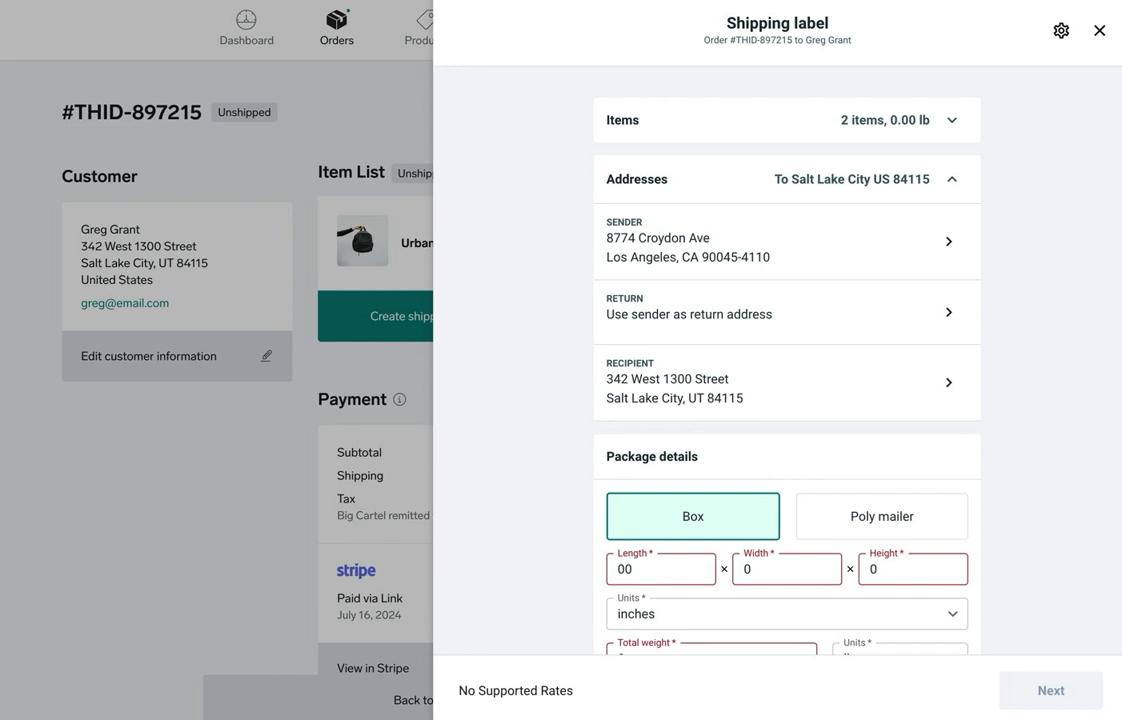 Dashboard
Orders
Produ
#THID-897215
Unshipped
Customer
Greg Grant
342 West 1300 Street
Salt Lake City, UT 84115
United States
greg@email.com
Edit customer information
Item List
Unship
Urban
Create ship
Payment
Subtotal
Shipping
Tax
Big Cartel remitted
stripe
Paid via Link
July 16, 2024
View in Stripe
Back to
Shipping label
Order #THID-897215 to Greg Grant
Items
2 items, 0.00 lb
Addresses
To Salt Lake City US 84115
SENDER
8774 Croydon Ave
Los Angeles, CA 90045-4110
RETURN
Use sender as return address
RECIPIENT
342 West 1300 Street
Salt Lake City, UT 84115
Package details
Box
Poly mailer
Length *
Width *
Height *
00 × 0 × 0
Units *
inches
Total weight *
Units *
No Supported Rates
Next